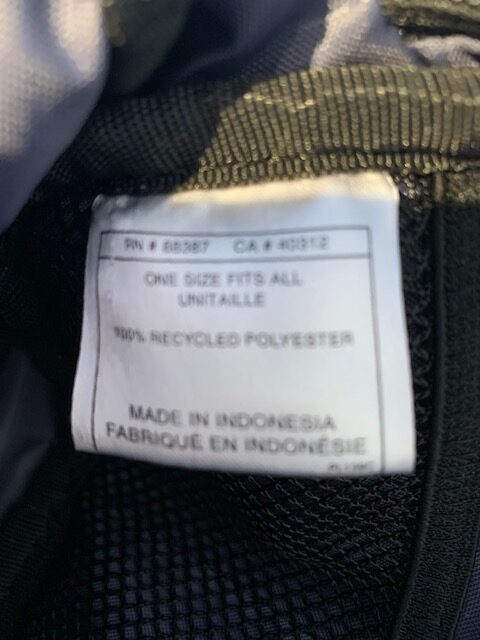 RN # 88387 CA # 40312
ONE SIZE FITS ALL
UNITAILLE
100% RECYCLED POLYESTER
MADE IN INDONESIA
FABRIQUÉ EN INDONÉSIE